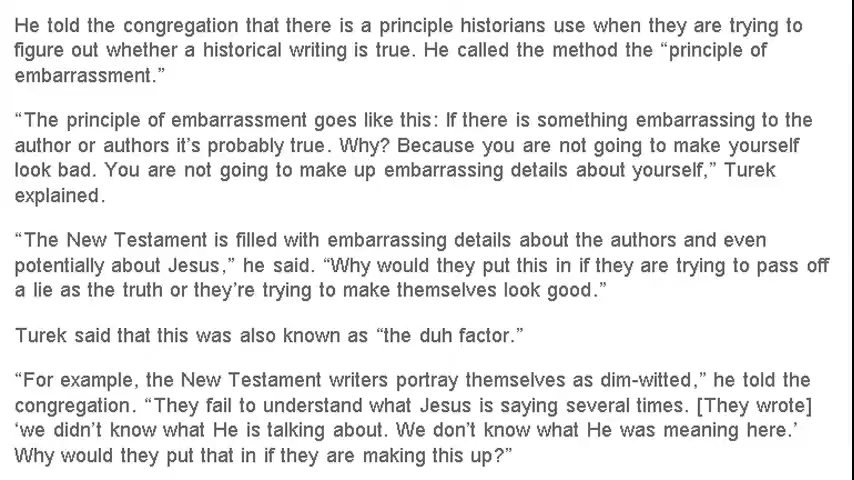 He told the congregation that there is a principle historians use when they are trying to
figure out whether a historical writing is true. He called the method the “principle of
embarrassment.”
“The principle of embarrassment goes like this: If there is something embarrassing to the
author or authors it’s probably true. Why? Because you are not going to make yourself
look bad. You are not going to make up embarrassing details about yourself,” Turek
explained.
“The New Testament is filled with embarrassing details about the authors and even
potentially about Jesus,” he said. “Why would they put this in if they are trying to pass off
a lie as the truth or they’re trying to make themselves look good.”
Turek said that this was also known as “the duh factor.”
“For example, the New Testament writers portray themselves as dim-witted,” he told the
congregation. “They fail to understand what Jesus is saying several times. [They wrote]
‘we didn’t know what He is talking about. We don’t know what He was meaning here.’
Why would they put that in if they are making this up?”